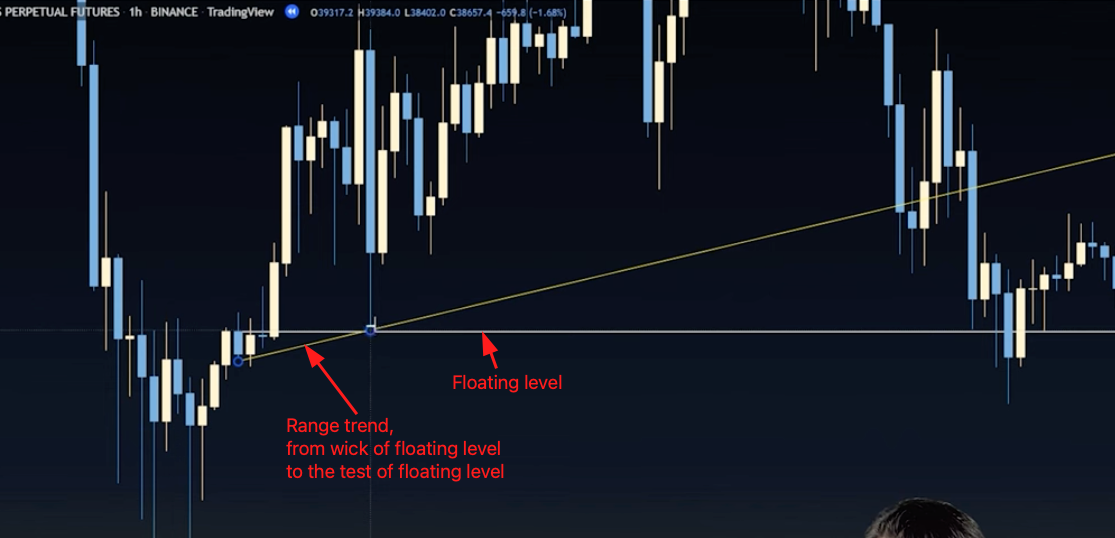 S PERPETUAL FUTURES · 1h · BINANCE · TradingView O39317.2 H39384.0 L38402.0 C38657.4 -659.8 (-1.68%)
Floating level
Range trend,
from wick of floating level
to the test of floating level